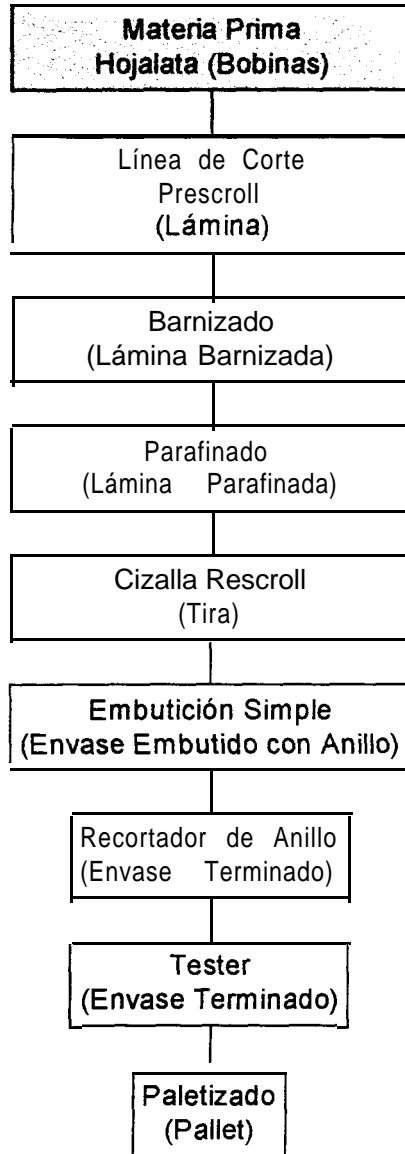 Materia Prima
Hojalata (Bobinas)
Línea de Corte
Prescroll
(Lámina)
Barnizado
(Lámina Barnizada)
Parafinado
(Lámina Parafinada)
Cizalla Rescroll
(Tira)
Embutición Simple
(Envase Embutido con Anillo)
Recortador de Anillo
(Envase Terminado)
Tester
(Envase Terminado)
Paletizado
(Pallet)